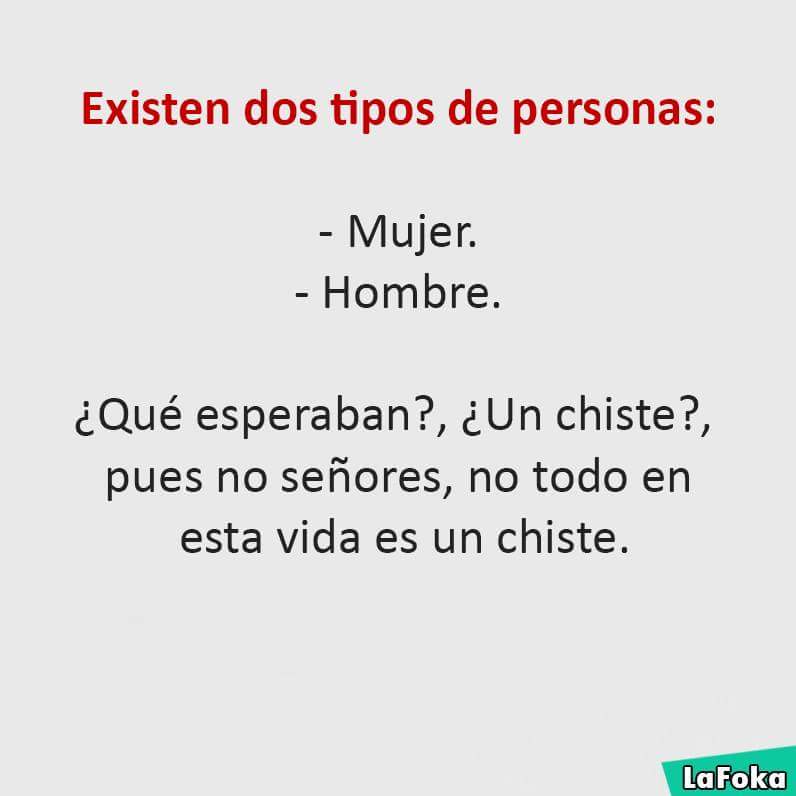 Existen dos tipos de personas:
- Mujer.
- Hombre.
¿Qué esperaban?, ¿Un chiste?,
pues no señores, no todo en
esta vida es un chiste.
LaFoka